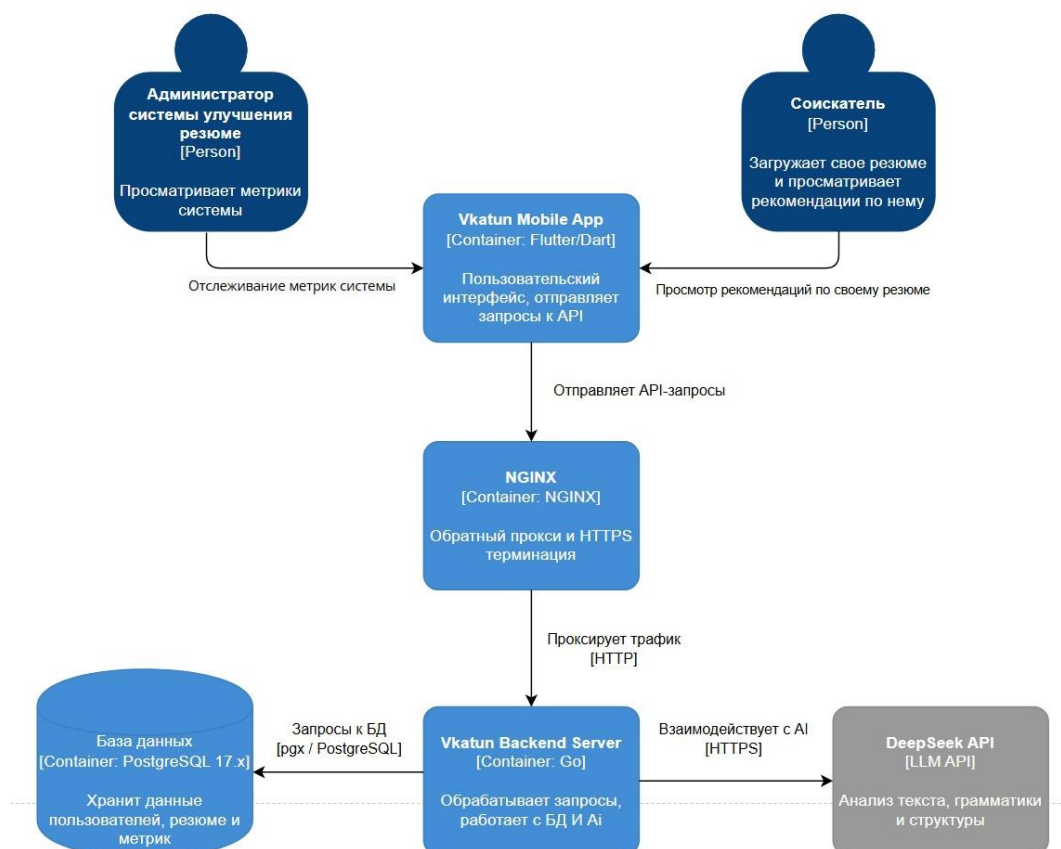 Администратор
системы улучшения
резюме
[Person]
Просматривает метрики
системы
Соискатель
[Person]
Загружает свое резюме
и просматривает
рекомендации по нему
Vkatun Mobile App
[Container: Flutter/Dart]
Пользовательский
интерфейс, отправляет
запросы к API
Отслеживание метрик системы
Просмотр рекомендаций по своему резюме
Отправляет API-запросы
NGINX
[Container: NGINX]
Обратный прокси и HTTPS
терминация
Проксирует трафик
[HTTP]
База данных
[Container: PostgreSQL 17.x]
Хранит данные
пользователей, резюме и
метрик
Запросы к БД
[pgx / PostgreSQL]
Vkatun Backend Server
[Container: Go]
Обрабатывает запросы,
работает с БД И Ai
Взаимодействует с AI
[HTTPS]
DeepSeek API
[LLM API]
Анализ текста, грамматики
и структуры